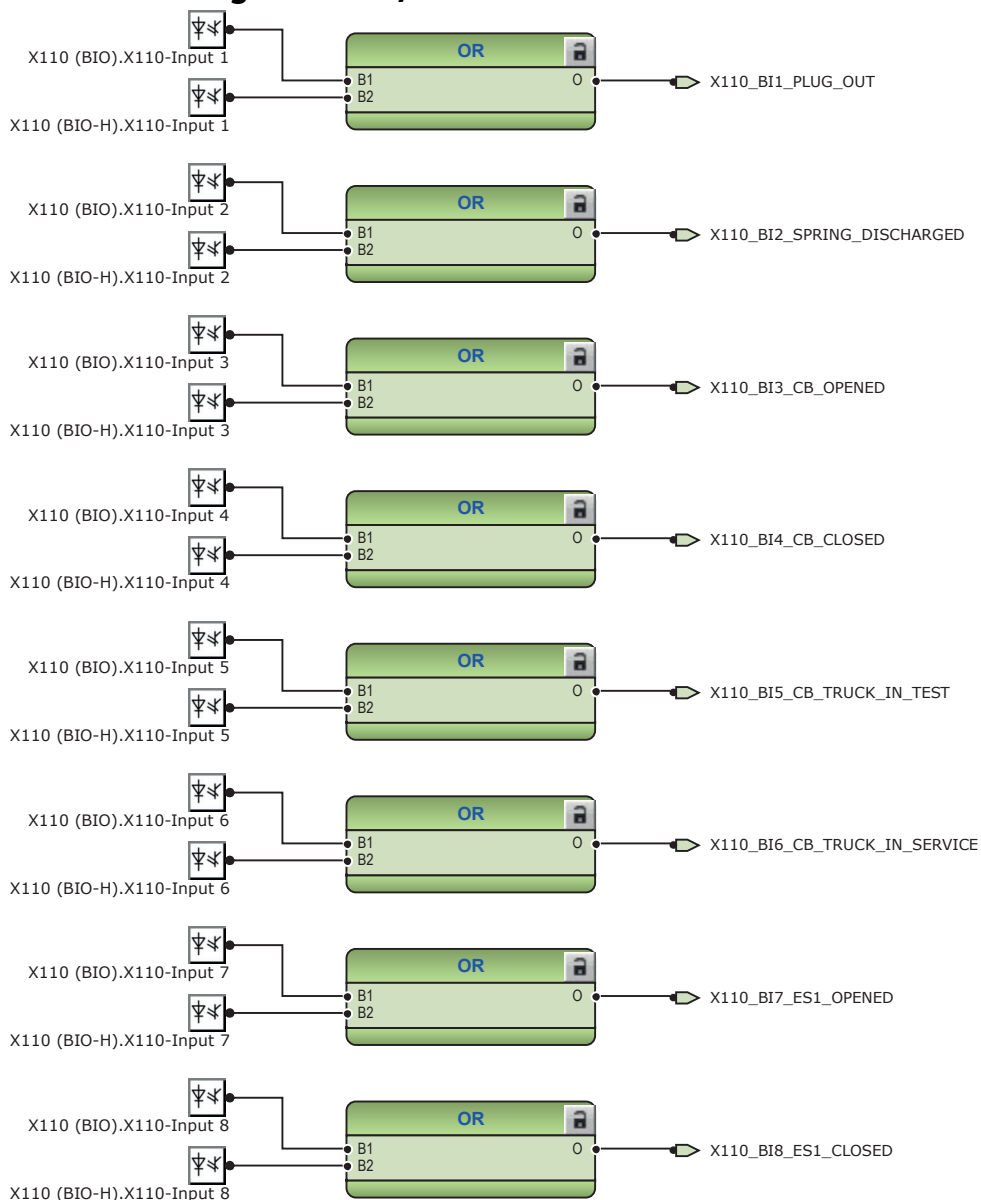 X110 (BIO).X110-Input 1
X110 (BIO-H).X110-Input 1
OR
B1
B2
O
X110_BI1_PLUG_OUT
X110 (BIO).X110-Input 2
X110 (BIO-H).X110-Input 2
OR
B1
B2
O
X110_BI2_SPRING_DISCHARGED
X110 (BIO).X110-Input 3
X110 (BIO-H).X110-Input 3
OR
B1
B2
O
X110_BI3_CB_OPENED
X110 (BIO).X110-Input 4
X110 (BIO-H).X110-Input 4
OR
B1
B2
O
X110_BI4_CB_CLOSED
X110 (BIO).X110-Input 5
X110 (BIO-H).X110-Input 5
OR
B1
B2
O
X110_BI5_CB_TRUCK_IN_TEST
X110 (BIO).X110-Input 6
X110 (BIO-H).X110-Input 6
OR
B1
B2
O
X110_BI6_CB_TRUCK_IN_SERVICE
X110 (BIO).X110-Input 7
X110 (BIO-H).X110-Input 7
OR
B1
B2
O
X110_BI7_ES1_OPENED
X110 (BIO).X110-Input 8
X110 (BIO-H).X110-Input 8
OR
B1
B2
O
X110_BI8_ES1_CLOSED